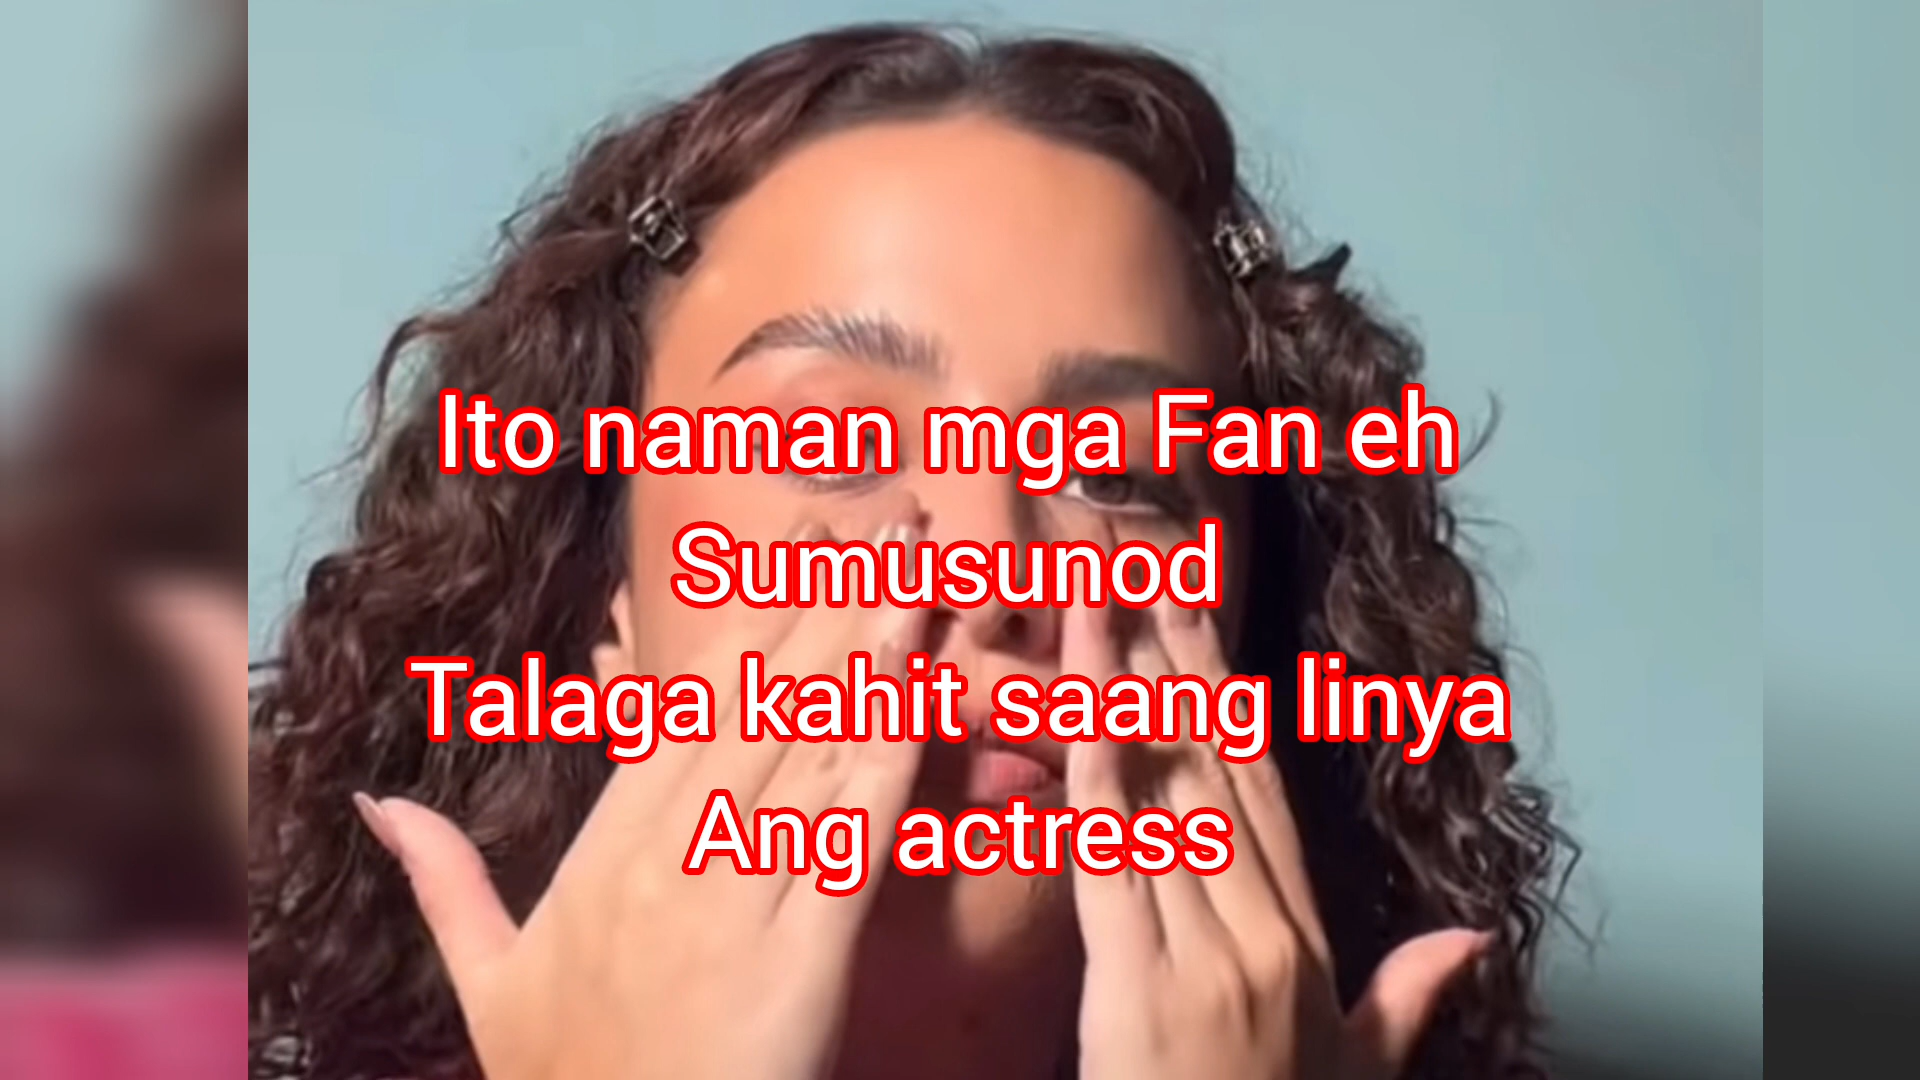 Ito naman mga Fan eh
Sumusunod
Talaga kahit saang linya
Ang actress